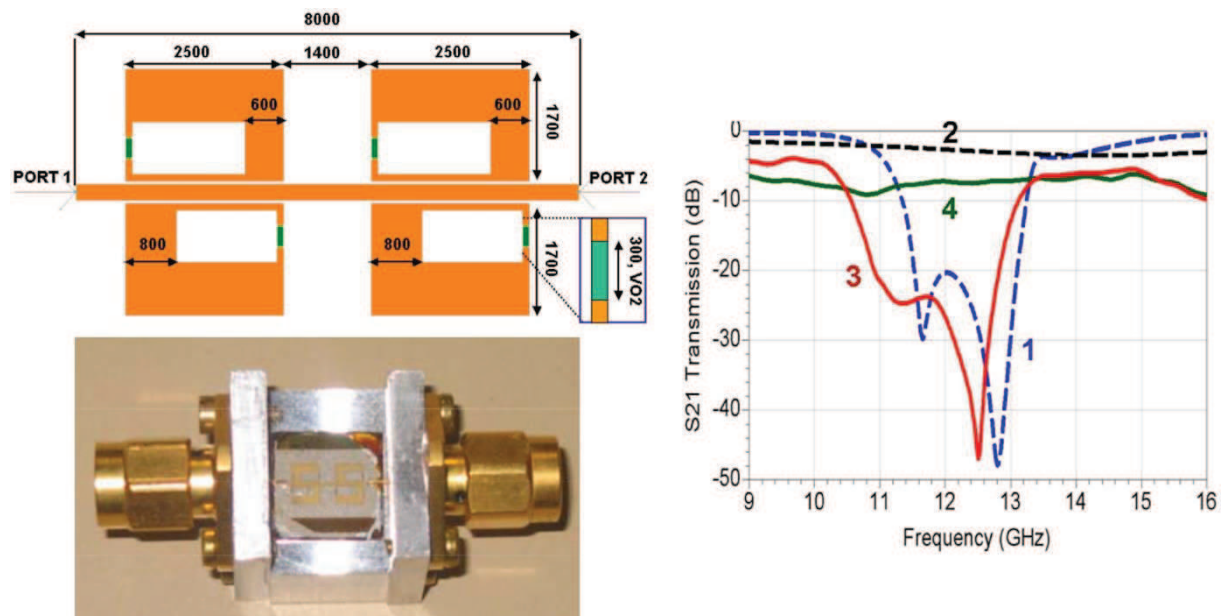 8000
2500 1400 2500
600 600
1700
PORT 1 PORT 2
800 800
1700
300, VO2
S21 Transmission (dB)
0
-10
-20
-30
-40
-50
2
4
3
1
9 10 11 12 13 14 15 16
Frequency (GHz)